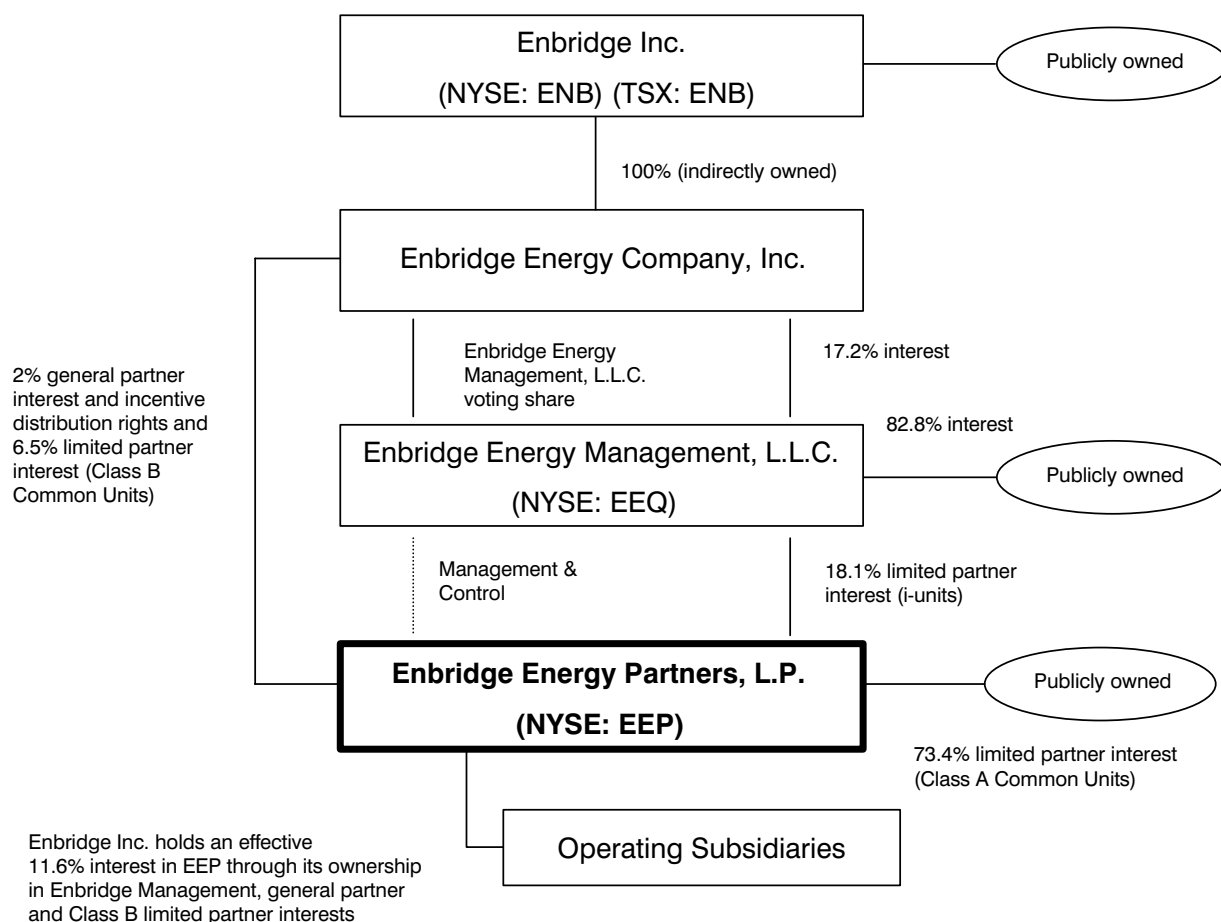 Enbridge Inc.
(NYSE: ENB) (TSX: ENB)
Publicly owned
100% (indirectly owned)
Enbridge Energy Company, Inc.
2% general partner
interest and incentive
distribution rights and
6.5% limited partner
interest (Class B
Common Units)
Enbridge Energy
Management, L.L.C.
voting share
17.2% interest
82.8% interest
Enbridge Energy Management, L.L.C.
(NYSE: EEQ)
Publicly owned
Management &
Control
18.1% limited partner
interest (i-units)
Enbridge Energy Partners, L.P.
(NYSE: EEP)
Publicly owned
73.4% limited partner interest
(Class A Common Units)
Operating Subsidiaries
Enbridge Inc. holds an effective
11.6% interest in EEP through its ownership
in Enbridge Management, general partner
and Class B limited partner interests